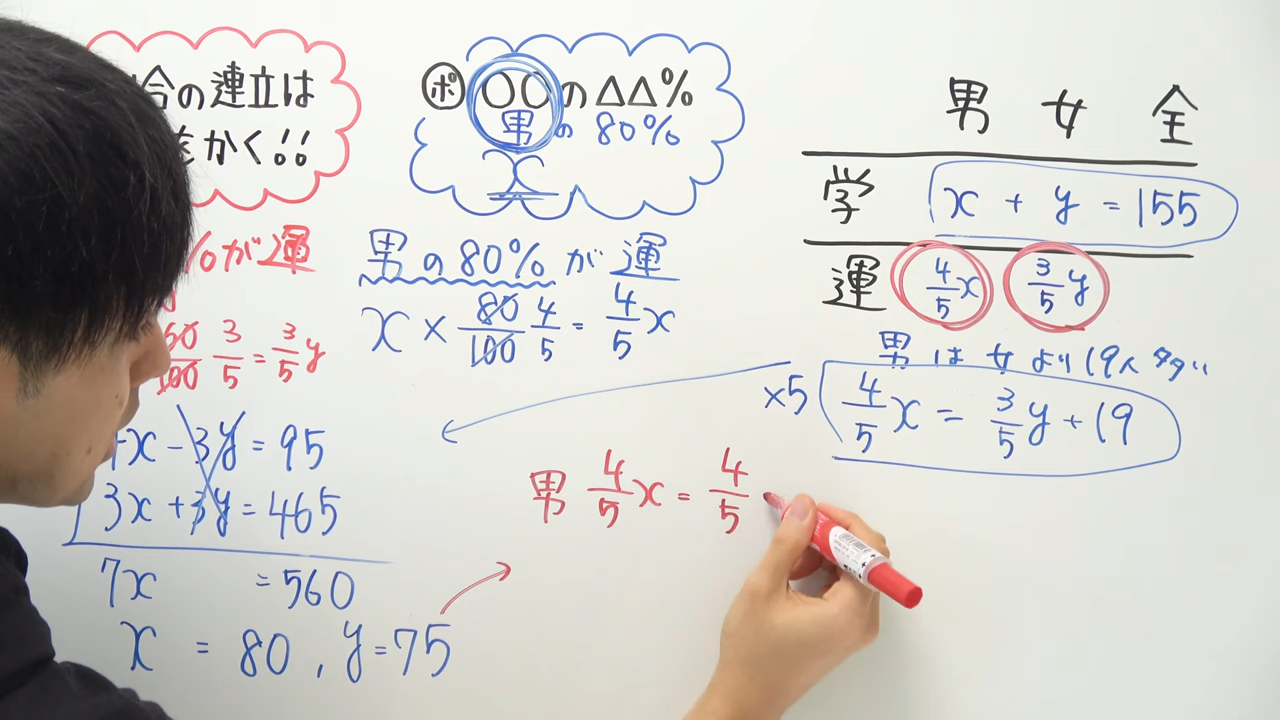 合の連立は
をかく!!
ポ ○○の△△%
男の80%
x
男 女 全
学 x + y = 155
運 4/5x 3/5y
男は女より19人多い
×5 4/5x = 3/5y + 19
%が運
60/100 3/5 = 3/5y
男の80%が運
x × 80/100 4/5 = 4/5x
x - 3y = 95
3x + 3y = 465
7x = 560
x = 80, y = 75
男 4/5x = 4/5